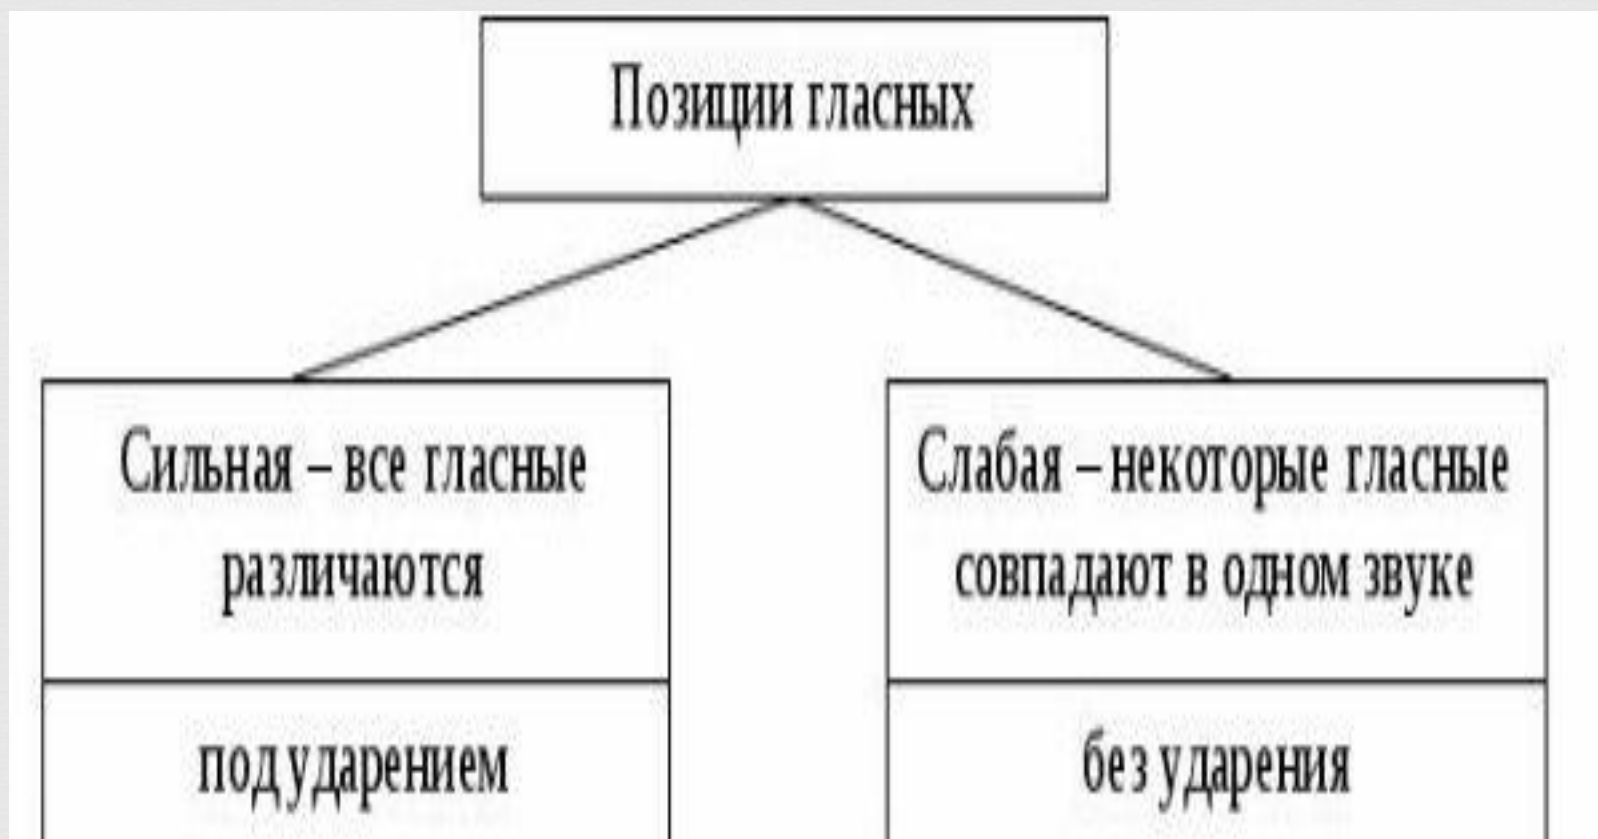 Позиции гласных
Сильная – все гласные
различаются
Слабая – некоторые гласные
совпадают в одном звуке
под ударением
без ударения